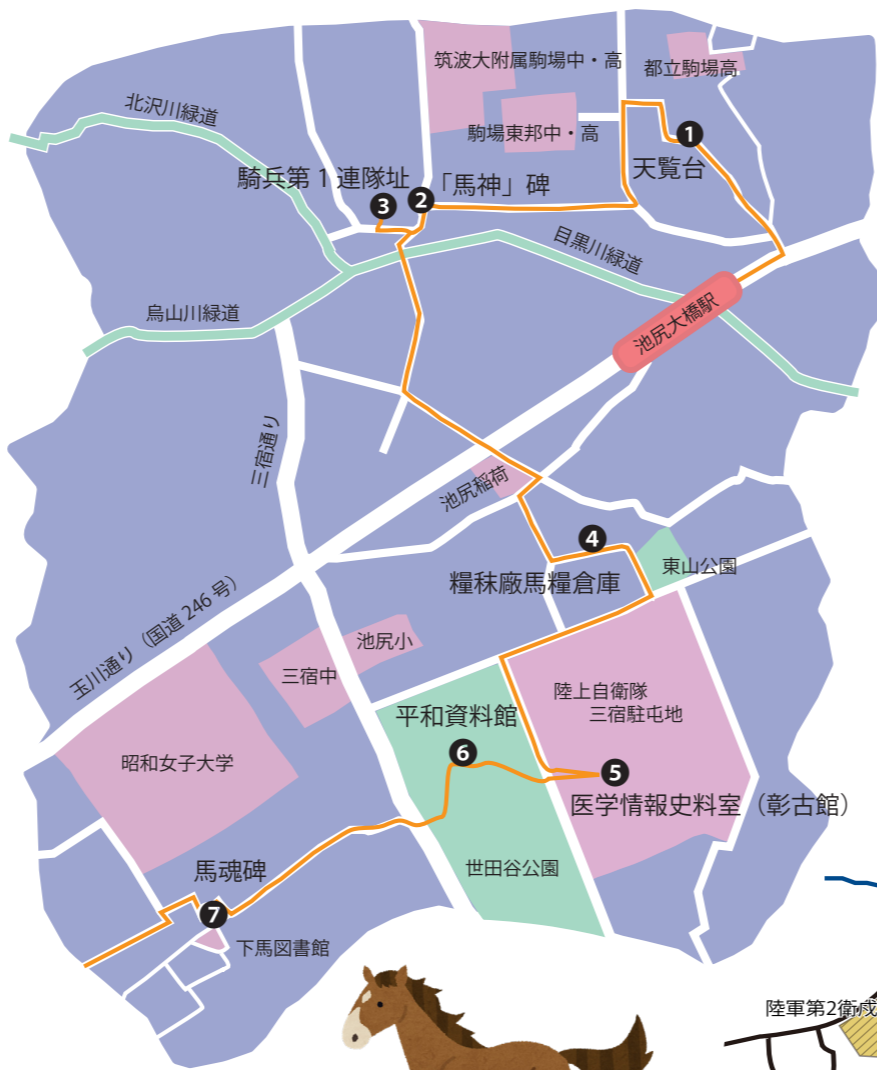 筑波大附属駒場中・高
都立駒場高
北沢川緑道
駒場東邦中・高
1
天覧台
騎兵第1連隊址
「馬神」碑
3
2
目黒川緑道
烏山川緑道
池尻大橋駅
三宿通り
池尻稲荷
4
東山公園
糧秣廠馬糧倉庫
玉川通り（国道246号）
池尻小
三宿中
陸上自衛隊
三宿駐屯地
平和資料館
6
昭和女子大学
5
医学情報史料室（彰古館）
世田谷公園
馬魂碑
7
下馬図書館
陸軍第2衛戍